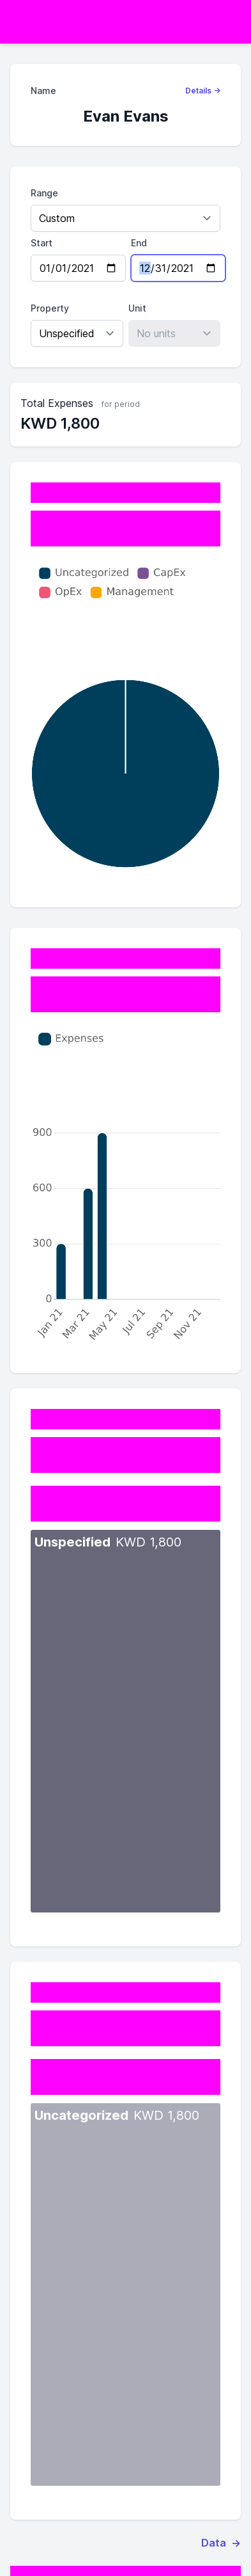 Name Details →
Evan Evans
Range
Custom
Start End
01/01/2021 12/31/2021
Property Unit
Unspecified No units
Total Expenses for period
KWD 1,800
Uncategorized CapEx
OpEx Management
Expenses
900
600
300
0
Jan 21 Mar 21 May 21 Jul 21 Sep 21 Nov 21
Unspecified KWD 1,800
Uncategorized KWD 1,800
Data →